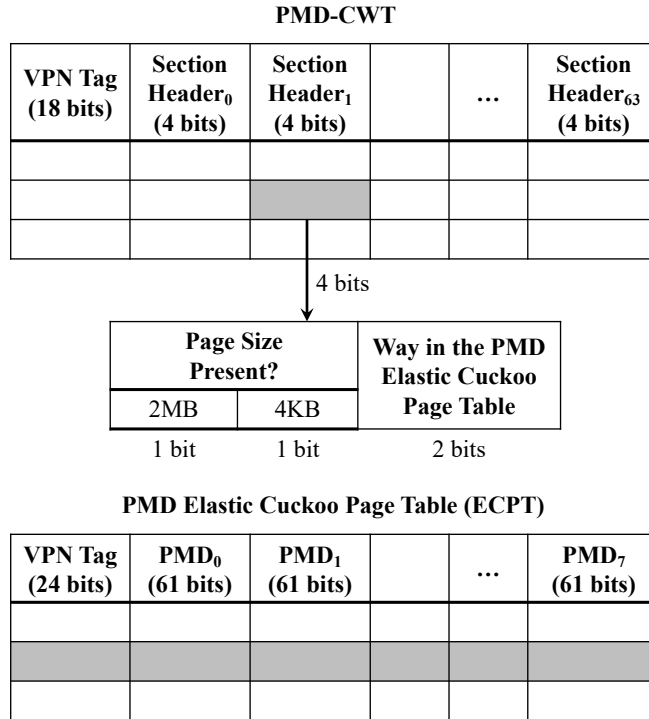 PMD-CWT
VPN Tag (18 bits)
Section Header₀ (4 bits)
Section Header₁ (4 bits)
...
Section Header₆₃ (4 bits)
4 bits
Page Size Present?
Way in the PMD Elastic Cuckoo Page Table
2MB
4KB
1 bit
1 bit
2 bits
PMD Elastic Cuckoo Page Table (ECPT)
VPN Tag (24 bits)
PMD₀ (61 bits)
PMD₁ (61 bits)
...
PMD₇ (61 bits)